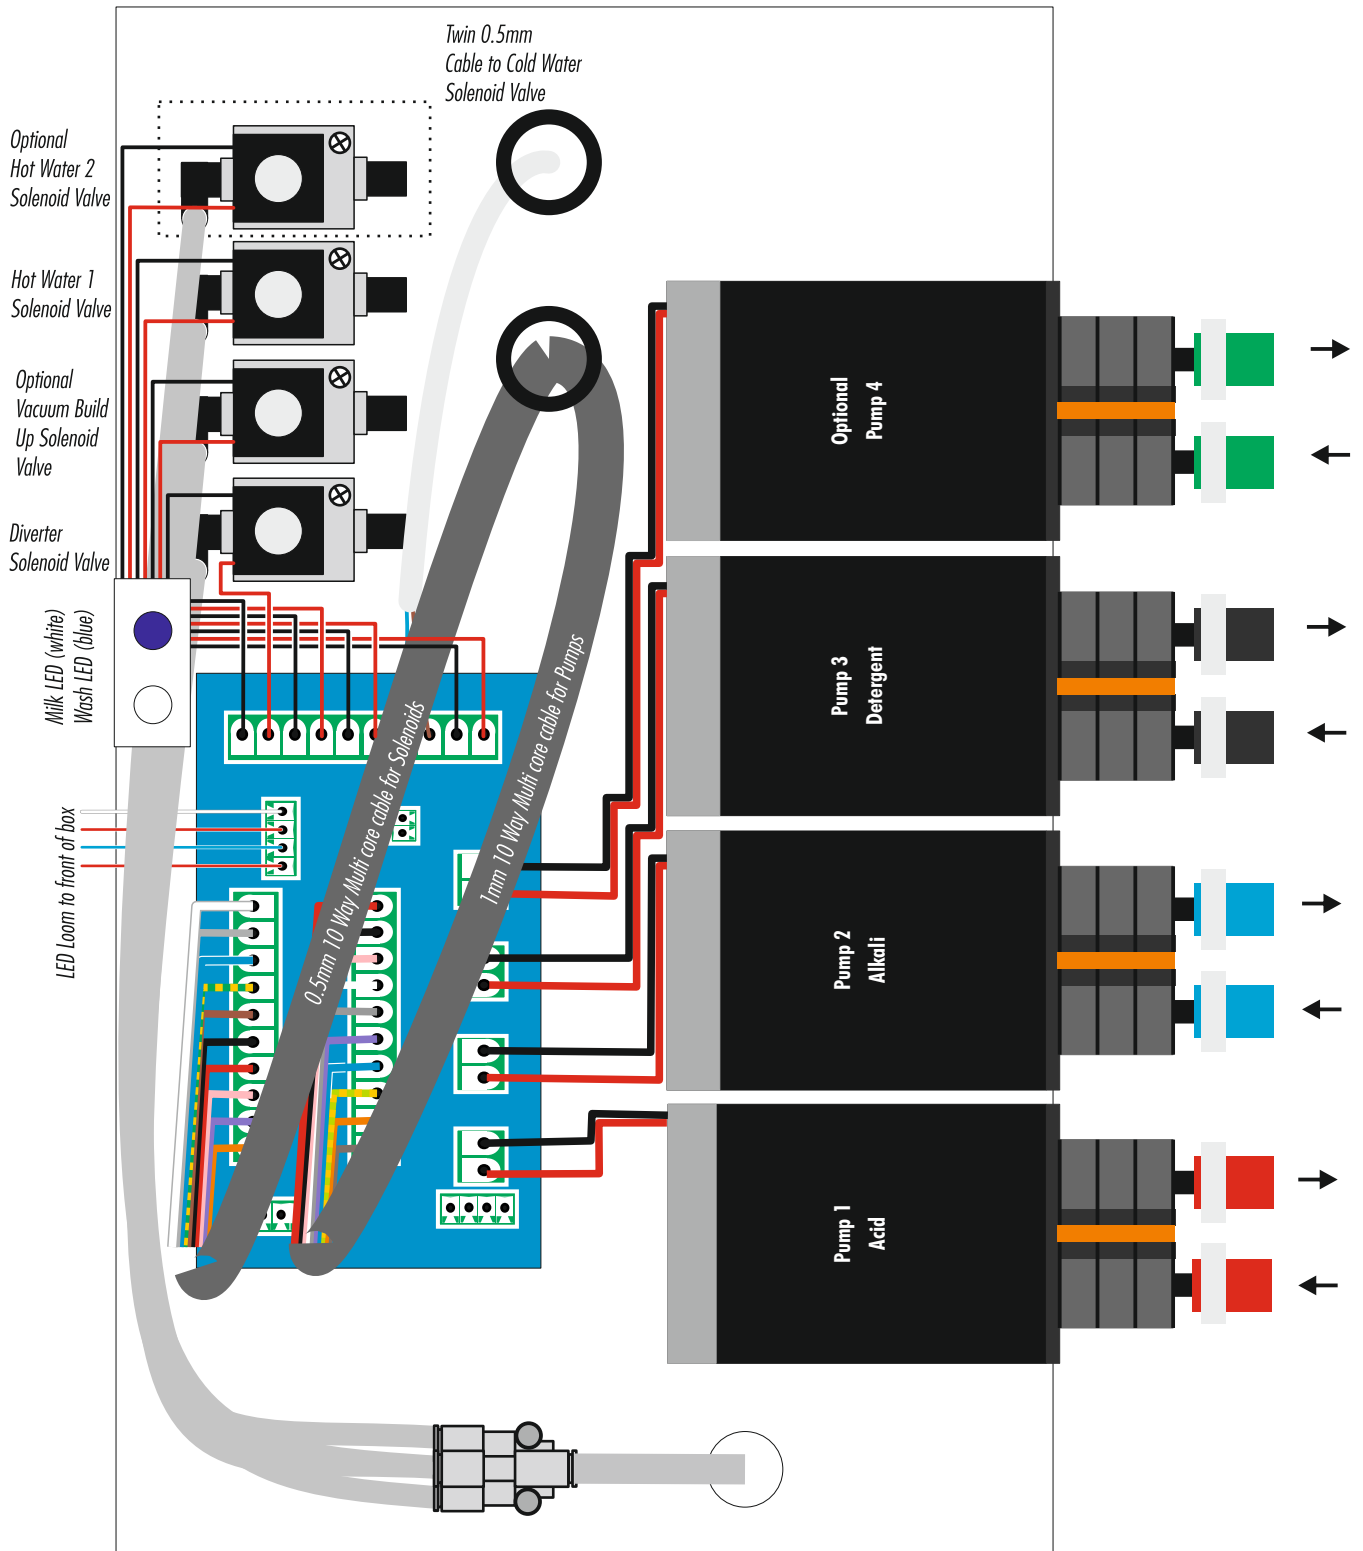 Twin 0.5mm
Cable to Cold Water
Solenoid Valve
Optional
Hot Water 2
Solenoid Valve
Hot Water 1
Solenoid Valve
Optional
Vacuum Build
Up Solenoid
Valve
Diverter
Solenoid Valve
Milk LED (white)
Wash LED (blue)
LED Loom to front of box
0.5mm 10 Way Multi core cable for Solenoids
1mm 10 Way Multi core cable for Pumps
Optional
Pump 4
Pump 3
Detergent
Pump 2
Alkali
Pump 1
Acid